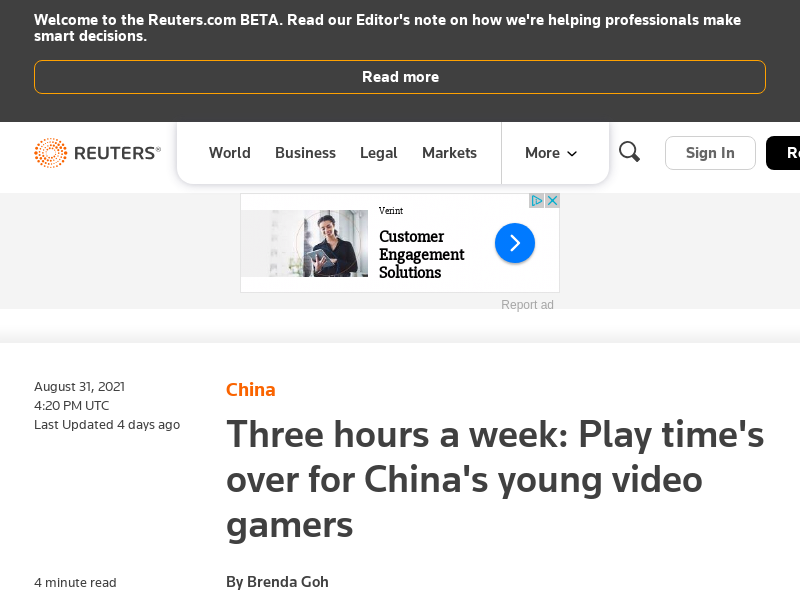 Welcome to the Reuters.com BETA. Read our Editor's note on how we're helping professionals make
smart decisions.
Read more
REUTERS®
World
Business
Legal
Markets
More
Sign In
Verint
Customer
Engagement
Solutions
Report ad
August 31, 2021
4:20 PM UTC
Last Updated 4 days ago
China
Three hours a week: Play time's
over for China's young video
gamers
4 minute read
By Brenda Goh